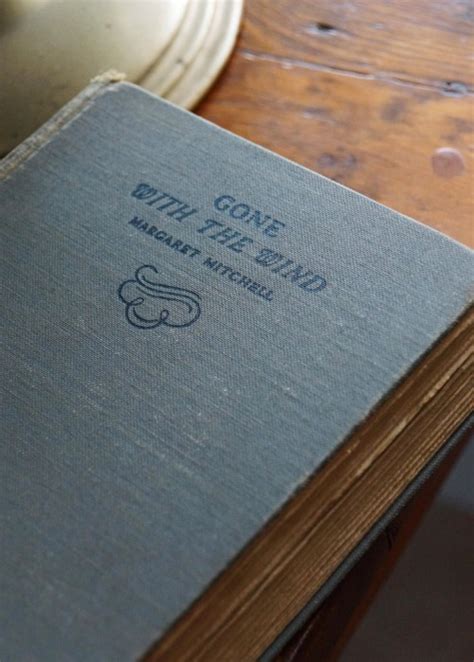 GONE
WITH THE WIND
MARGARET MITCHELL